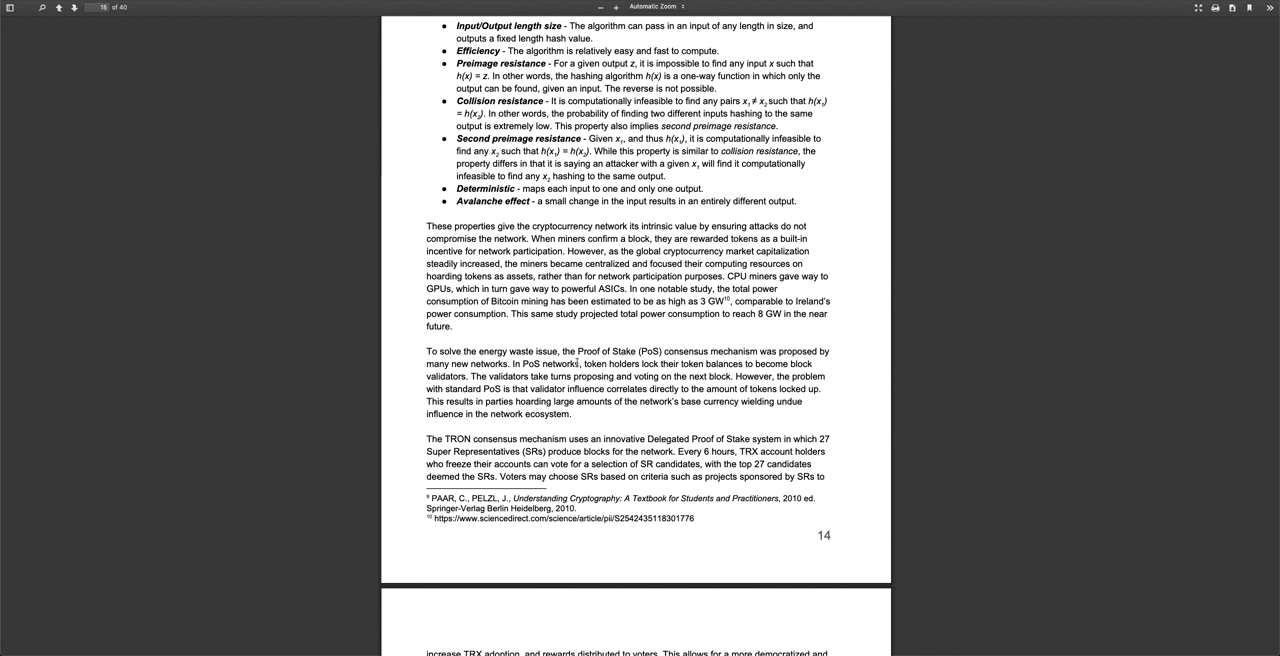 15 of 40
Automatic Zoom
● Input/Output length size - The algorithm can pass in an input of any length in size, and
outputs a fixed length hash value.
● Efficiency - The algorithm is relatively easy and fast to compute.
● Preimage resistance - For a given output z, it is impossible to find any input x such that
h(x) = z. In other words, the hashing algorithm h(x) is a one-way function in which only the
output can be found, given an input. The reverse is not possible.
● Collision resistance - It is computationally infeasible to find any pairs x₁ ≠ x₂ such that h(x₁)
= h(x₂). In other words, the probability of finding two different inputs hashing to the same
output is extremely low. This property also implies second preimage resistance.
● Second preimage resistance - Given x₁, and thus h(x₁), it is computationally infeasible to
find any x₂ such that h(x₁) = h(x₂). While this property is similar to collision resistance, the
property differs in that it is saying an attacker with a given x₁ will find it computationally
infeasible to find any x₂ hashing to the same output.
● Deterministic - maps each input to one and only one output.
● Avalanche effect - a small change in the input results in an entirely different output.
These properties give the cryptocurrency network its intrinsic value by ensuring attacks do not
compromise the network. When miners confirm a block, they are rewarded tokens as a built-in
incentive for network participation. However, as the global cryptocurrency market capitalization
steadily increased, the miners became centralized and focused their computing resources on
hoarding tokens as assets, rather than for network participation purposes. CPU miners gave way to
GPUs, which in turn gave way to powerful ASICs. In one notable study, the total power
consumption of Bitcoin mining has been estimated to be as high as 3 GW¹⁰, comparable to Ireland's
power consumption. This same study projected total power consumption to reach 8 GW in the near
future.
To solve the energy waste issue, the Proof of Stake (PoS) consensus mechanism was proposed by
many new networks. In PoS networks, token holders lock their token balances to become block
validators. The validators take turns proposing and voting on the next block. However, the problem
with standard PoS is that validator influence correlates directly to the amount of tokens locked up.
This results in parties hoarding large amounts of the network's base currency wielding undue
influence in the network ecosystem.
The TRON consensus mechanism uses an innovative Delegated Proof of Stake system in which 27
Super Representatives (SRs) produce blocks for the network. Every 6 hours, TRX account holders
who freeze their accounts can vote for a selection of SR candidates, with the top 27 candidates
deemed the SRs. Voters may choose SRs based on criteria such as projects sponsored by SRs to
⁹ PAAR, C., PELZL, J., Understanding Cryptography: A Textbook for Students and Practitioners, 2010 ed.
Springer-Verlag Berlin Heidelberg, 2010.
¹⁰ https://www.sciencedirect.com/science/article/pii/S2542435118301776
14
increase TRX adoption, and rewards distributed to voters. This allows for a more democratized and